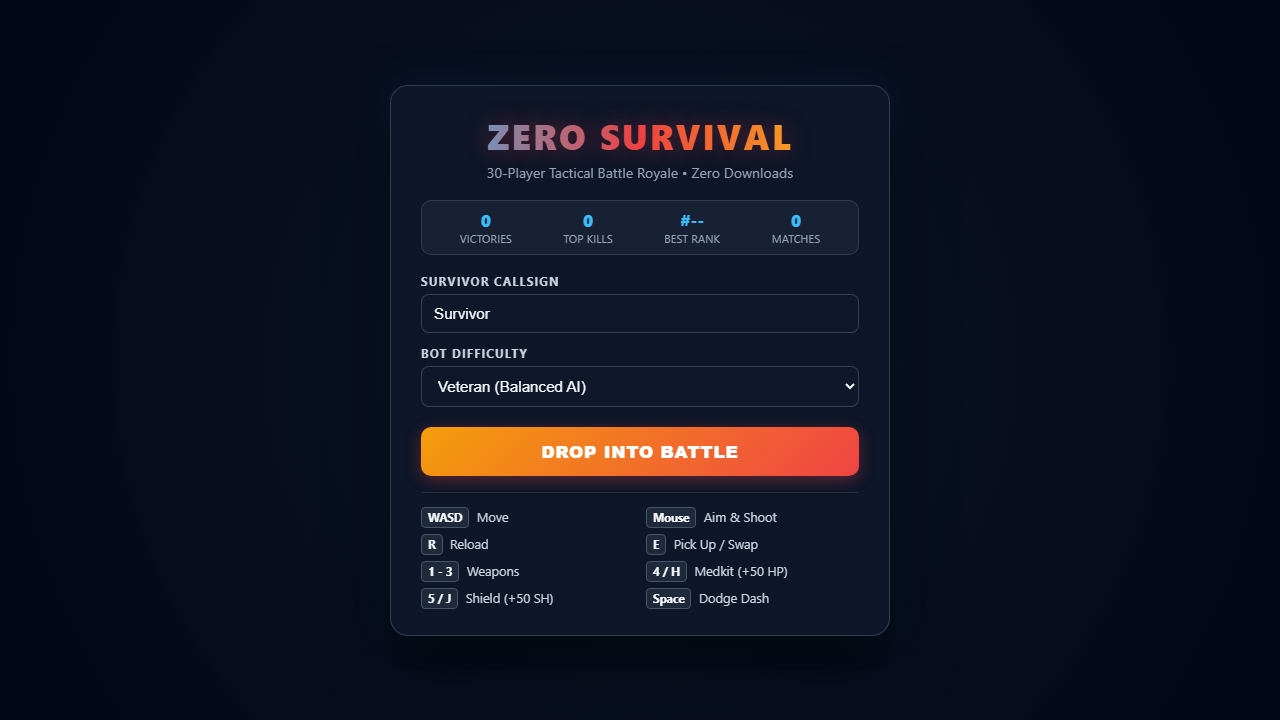 ZERO SURVIVAL
30-Player Tactical Battle Royale • Zero Downloads
0 0 #-- 0
VICTORIES TOP KILLS BEST RANK MATCHES
SURVIVOR CALLSIGN
Survivor
BOT DIFFICULTY
Veteran (Balanced AI)
DROP INTO BATTLE
WASD Move Mouse Aim & Shoot
R Reload E Pick Up / Swap
1 - 3 Weapons 4 / H Medkit (+50 HP)
5 / J Shield (+50 SH) Space Dodge Dash